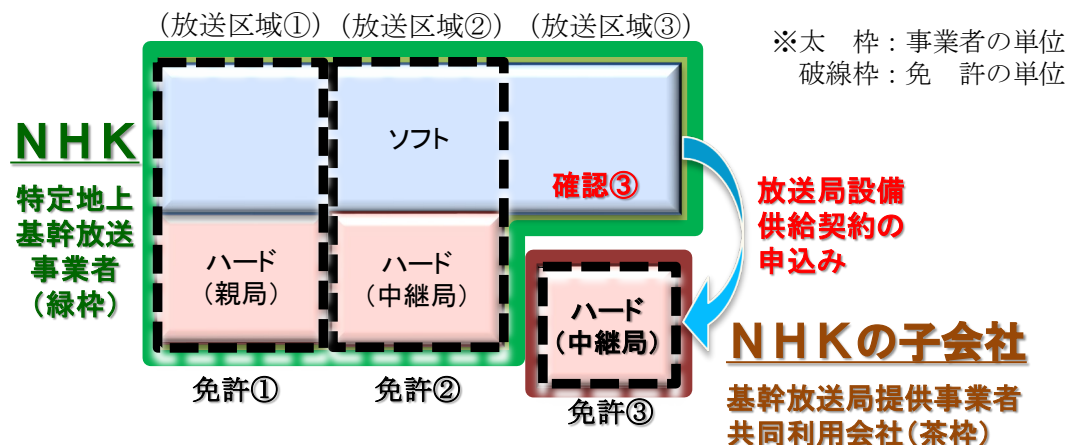 (放送区域①) (放送区域②) (放送区域③)
※太　枠：事業者の単位
破線枠：免　許の単位
ＮＨＫ
特定地上
基幹放送
事業者
(緑枠)
ソフト
確認③
放送局設備
供給契約の
申込み
ハード
(親局)
ハード
(中継局)
ハード
(中継局)
免許①
免許②
免許③
ＮＨＫの子会社
基幹放送局提供事業者
共同利用会社(茶枠)